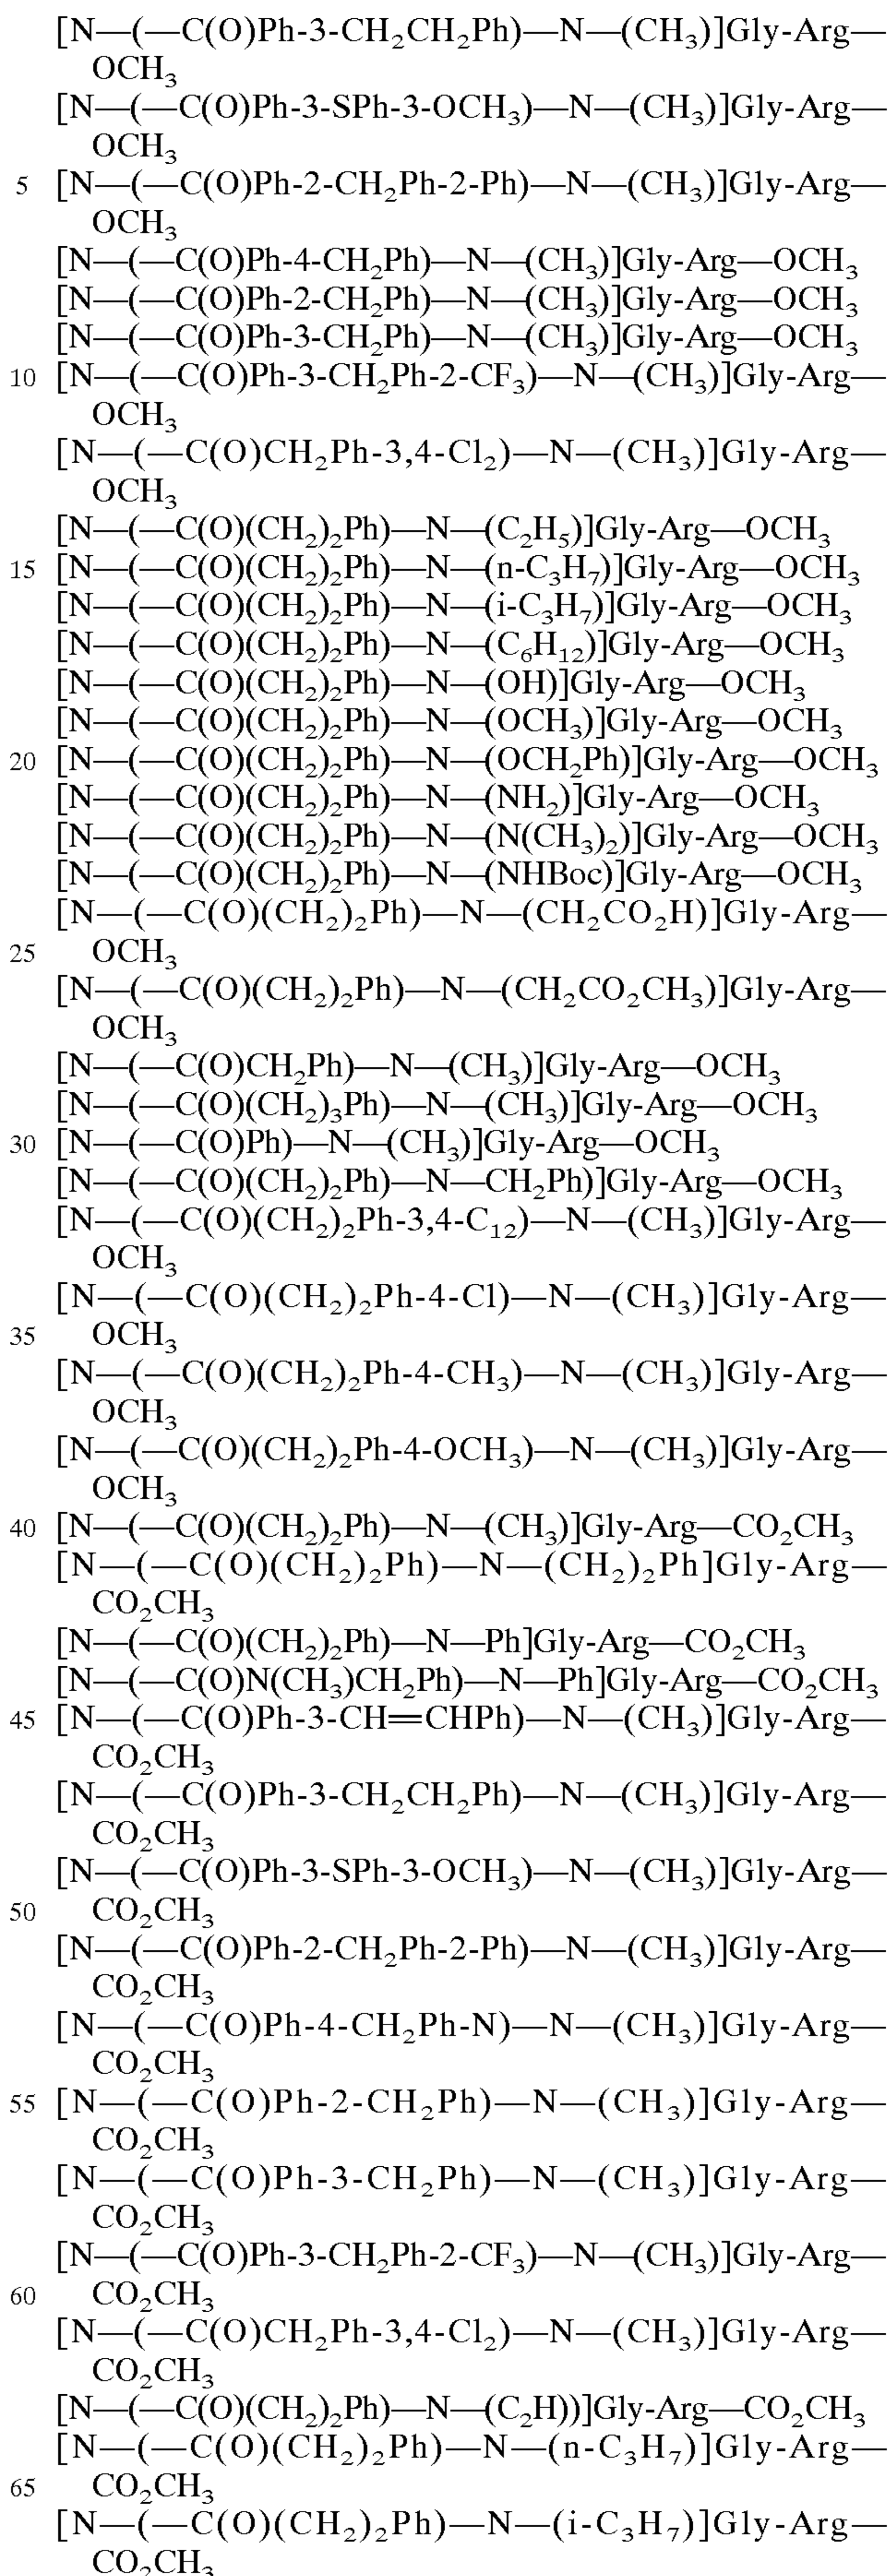 [N—(—C(O)Ph-3-CH₂CH₂Ph)—N—(CH₃)]Gly-Arg—
OCH₃
[N—(—C(O)Ph-3-SPh-3-OCH₃)—N—(CH₃)]Gly-Arg—
OCH₃
5 [N—(—C(O)Ph-2-CH₂Ph-2-Ph)—N—(CH₃)]Gly-Arg—
OCH₃
[N—(—C(O)Ph-4-CH₂Ph)—N—(CH₃)]Gly-Arg—OCH₃
[N—(—C(O)Ph-2-CH₂Ph)—N—(CH₃)]Gly-Arg—OCH₃
[N—(—C(O)Ph-3-CH₂Ph)—N—(CH₃)]Gly-Arg—OCH₃
10 [N—(—C(O)Ph-3-CH₂Ph-2-CF₃)—N—(CH₃)]Gly-Arg—
OCH₃
[N—(—C(O)CH₂Ph-3,4-Cl₂)—N—(CH₃)]Gly-Arg—
OCH₃
[N—(—C(O)(CH₂)₂Ph)—N—(C₂H₅)]Gly-Arg—OCH₃
15 [N—(—C(O)(CH₂)₂Ph)—N—(n-C₃H₇)]Gly-Arg—OCH₃
[N—(—C(O)(CH₂)₂Ph)—N—(i-C₃H₇)]Gly-Arg—OCH₃
[N—(—C(O)(CH₂)₂Ph)—N—(C₆H₁₂)]Gly-Arg—OCH₃
[N—(—C(O)(CH₂)₂Ph)—N—(OH)]Gly-Arg—OCH₃
[N—(—C(O)(CH₂)₂Ph)—N—(OCH₃)]Gly-Arg—OCH₃
20 [N—(—C(O)(CH₂)₂Ph)—N—(OCH₂Ph)]Gly-Arg—OCH₃
[N—(—C(O)(CH₂)₂Ph)—N—(NH₂)]Gly-Arg—OCH₃
[N—(—C(O)(CH₂)₂Ph)—N—(N(CH₃)₂)]Gly-Arg—OCH₃
[N—(—C(O)(CH₂)₂Ph)—N—(NHBoc)]Gly-Arg—OCH₃
[N—(—C(O)(CH₂)₂Ph)—N—(CH₂CO₂H)]Gly-Arg—
25 OCH₃
[N—(—C(O)(CH₂)₂Ph)—N—(CH₂CO₂CH₃)]Gly-Arg—
OCH₃
[N—(—C(O)CH₂Ph)—N—(CH₃)]Gly-Arg—OCH₃
[N—(—C(O)(CH₂)₃Ph)—N—(CH₃)]Gly-Arg—OCH₃
30 [N—(—C(O)Ph)—N—(CH₃)]Gly-Arg—OCH₃
[N—(—C(O)(CH₂)₂Ph)—N—CH₂Ph)]Gly-Arg—OCH₃
[N—(—C(O)(CH₂)₂Ph-3,4-C₁₂)—N—(CH₃)]Gly-Arg—
OCH₃
[N—(—C(O)(CH₂)₂Ph-4-Cl)—N—(CH₃)]Gly-Arg—
35 OCH₃
[N—(—C(O)(CH₂)₂Ph-4-CH₃)—N—(CH₃)]Gly-Arg—
OCH₃
[N—(—C(O)(CH₂)₂Ph-4-OCH₃)—N—(CH₃)]Gly-Arg—
OCH₃
40 [N—(—C(O)(CH₂)₂Ph)—N—(CH₃)]Gly-Arg—CO₂CH₃
[N—(—C(O)(CH₂)₂Ph)—N—(CH₂)₂Ph]Gly-Arg—
CO₂CH₃
[N—(—C(O)(CH₂)₂Ph)—N—Ph]Gly-Arg—CO₂CH₃
[N—(—C(O)N(CH₃)CH₂Ph)—N—Ph]Gly-Arg—CO₂CH₃
45 [N—(—C(O)Ph-3-CH=CHPh)—N—(CH₃)]Gly-Arg—
CO₂CH₃
[N—(—C(O)Ph-3-CH₂CH₂Ph)—N—(CH₃)]Gly-Arg—
CO₂CH₃
[N—(—C(O)Ph-3-SPh-3-OCH₃)—N—(CH₃)]Gly-Arg—
50 CO₂CH₃
[N—(—C(O)Ph-2-CH₂Ph-2-Ph)—N—(CH₃)]Gly-Arg—
CO₂CH₃
[N—(—C(O)Ph-4-CH₂Ph-N)—N—(CH₃)]Gly-Arg—
CO₂CH₃
55 [N—(—C(O)Ph-2-CH₂Ph)—N—(CH₃)]Gly-Arg—
CO₂CH₃
[N—(—C(O)Ph-3-CH₂Ph)—N—(CH₃)]Gly-Arg—
CO₂CH₃
[N—(—C(O)Ph-3-CH₂Ph-2-CF₃)—N—(CH₃)]Gly-Arg—
60 CO₂CH₃
[N—(—C(O)CH₂Ph-3,4-Cl₂)—N—(CH₃)]Gly-Arg—
CO₂CH₃
[N—(—C(O)(CH₂)₂Ph)—N—(C₂H))]Gly-Arg—CO₂CH₃
[N—(—C(O)(CH₂)₂Ph)—N—(n-C₃H₇)]Gly-Arg—
65 CO₂CH₃
[N—(—C(O)(CH₂)₂Ph)—N—(i-C₃H₇)]Gly-Arg—
CO₂CH₃